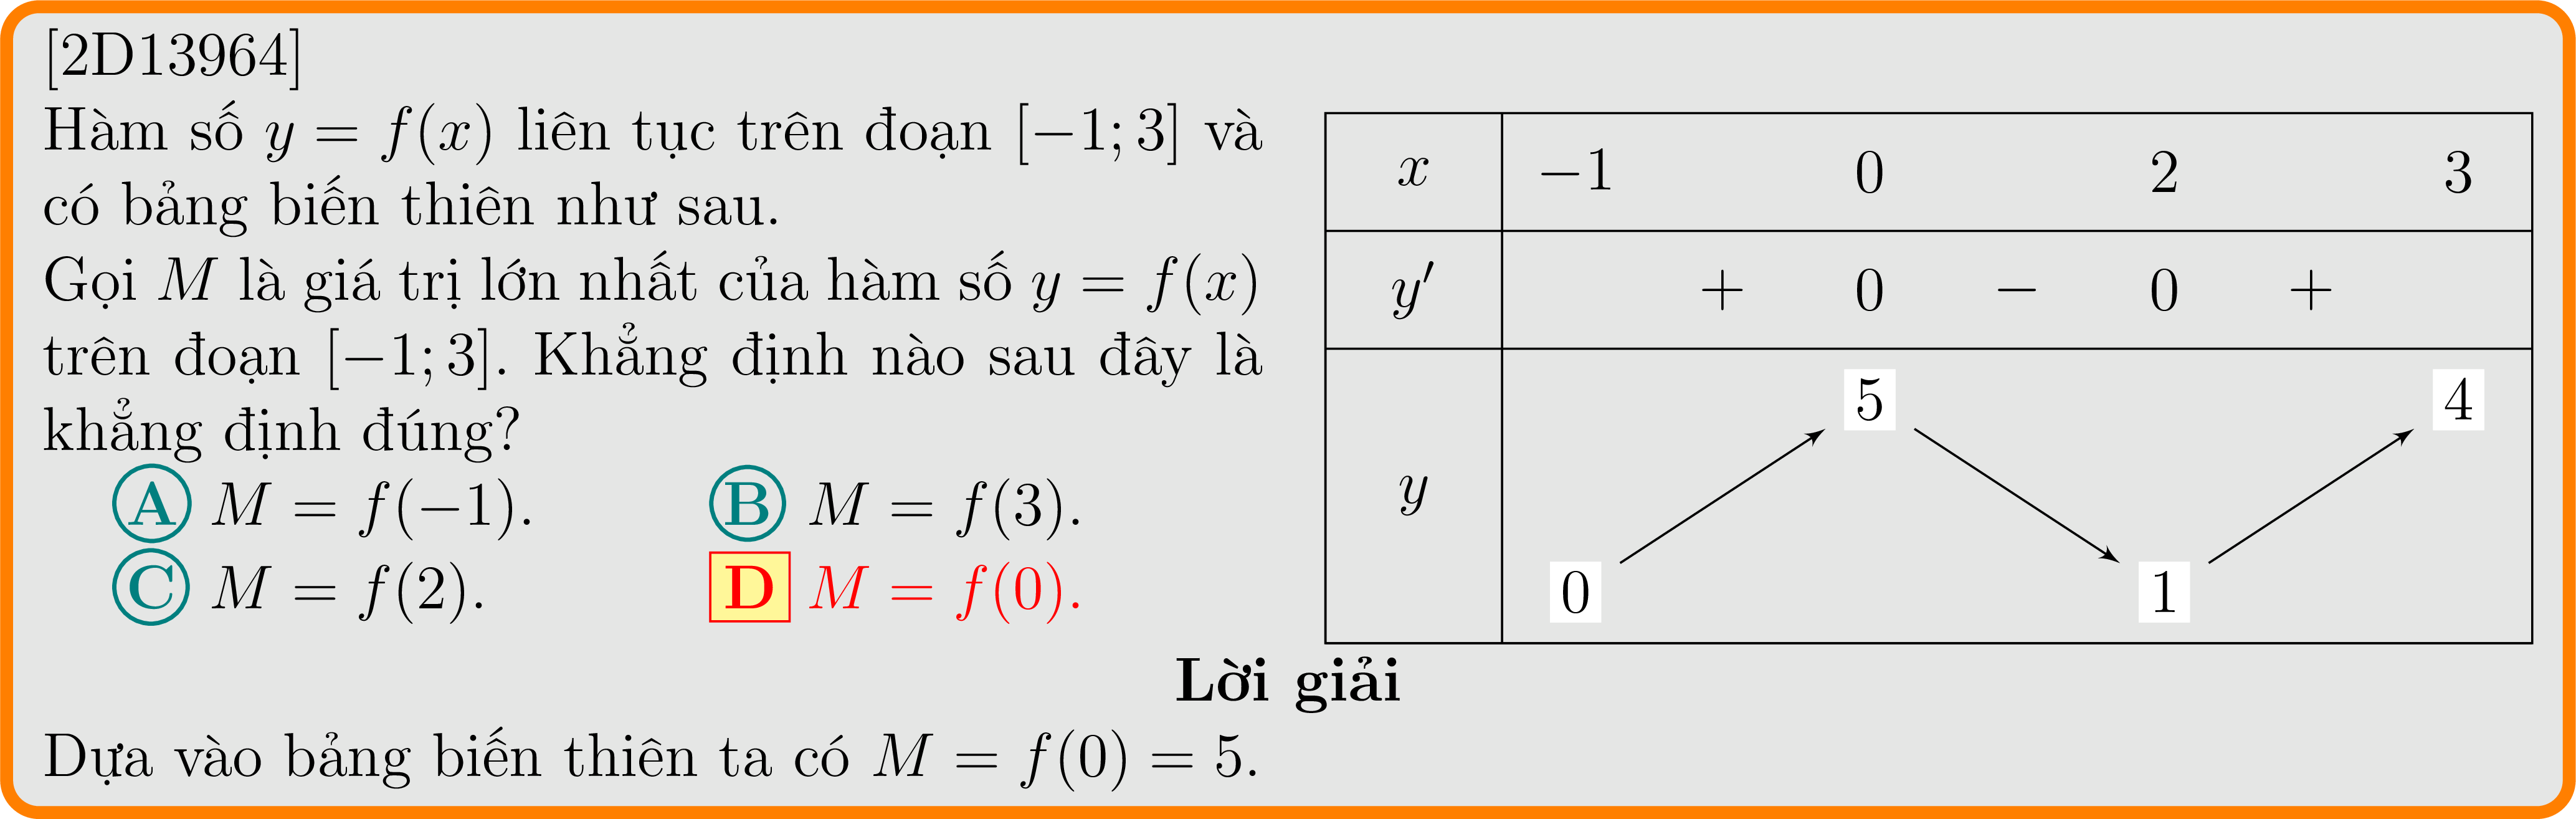 [2D13964]
Hàm số y = f(x) liên tục trên đoạn [−1; 3] và
có bảng biến thiên như sau.
Gọi M là giá trị lớn nhất của hàm số y = f(x)
trên đoạn [−1; 3]. Khẳng định nào sau đây là
khẳng định đúng?
A M = f(−1). B M = f(3).
C M = f(2). D M = f(0).
x −1 0 2 3
y′ + 0 − 0 +
5 4
y
0 1
Lời giải
Dựa vào bảng biến thiên ta có M = f(0) = 5.